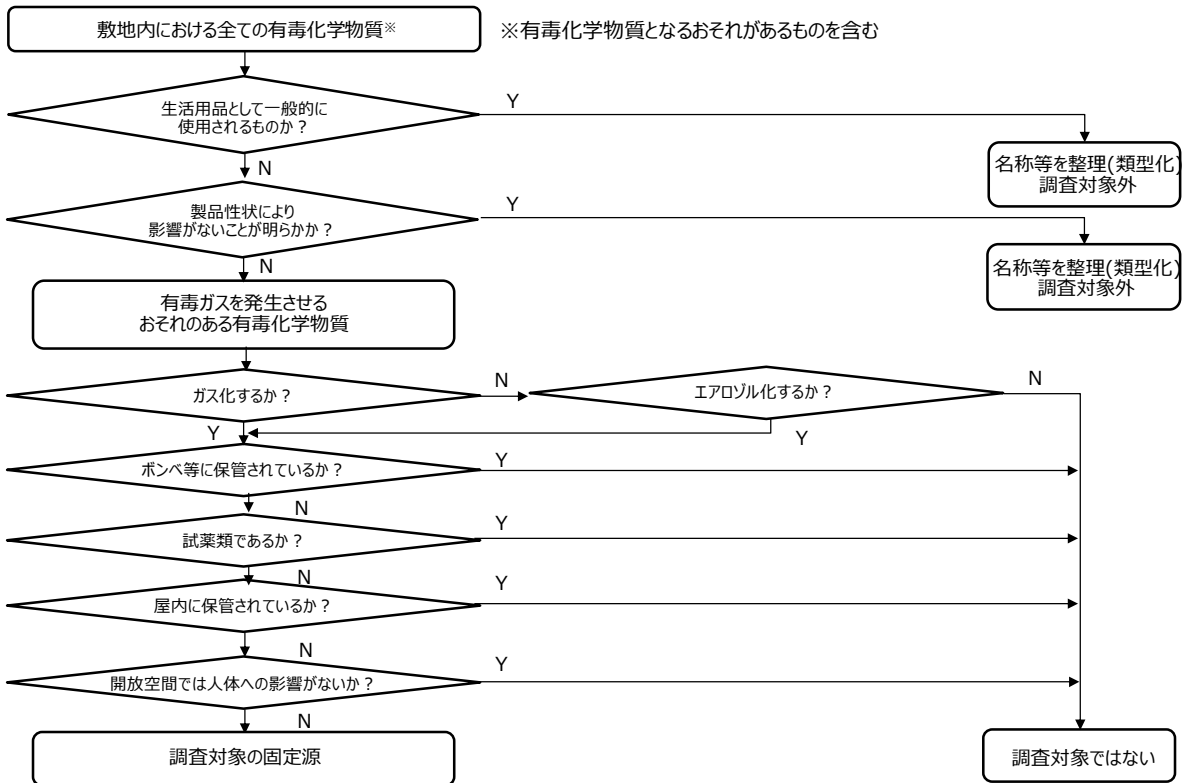 敷地内における全ての有毒化学物質※
※有毒化学物質となるおそれがあるものを含む
生活用品として一般的に
使用されるものか？
Y
N
名称等を整理(類型化)
調査対象外
製品性状により
影響がないことが明らかか？
Y
N
名称等を整理(類型化)
調査対象外
有毒ガスを発生させる
おそれのある有毒化学物質
ガス化するか？
N
エアロゾル化するか？
N
Y
Y
ボンベ等に保管されているか？
Y
N
試薬類であるか？
Y
N
屋内に保管されているか？
Y
N
開放空間では人体への影響がないか？
Y
N
調査対象の固定源
調査対象ではない